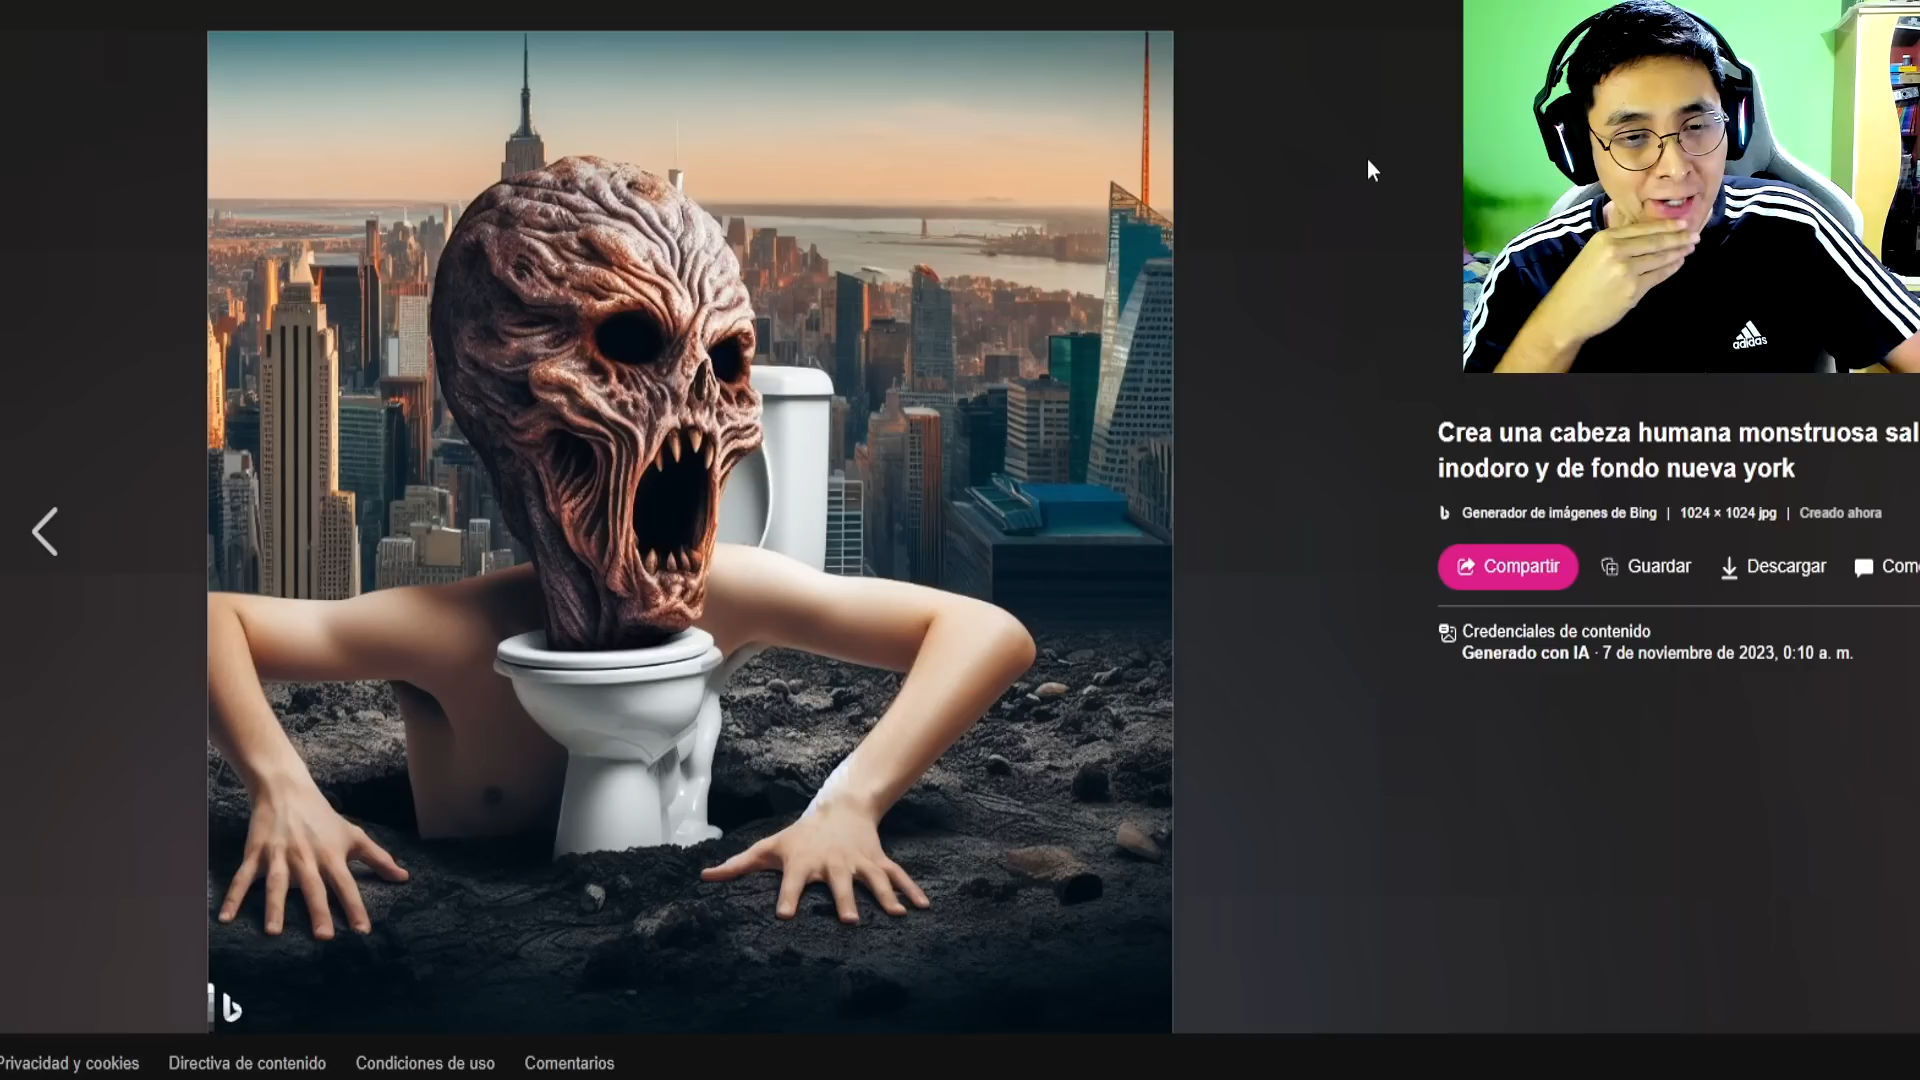 adidas
Crea una cabeza humana monstruosa sal
inodoro y de fondo nueva york
Generador de imágenes de Bing | 1024 × 1024 jpg | Creado ahora
Compartir Guardar Descargar Come
Credenciales de contenido
Generado con IA · 7 de noviembre de 2023, 0:10 a. m.
Privacidad y cookies Directiva de contenido Condiciones de uso Comentarios